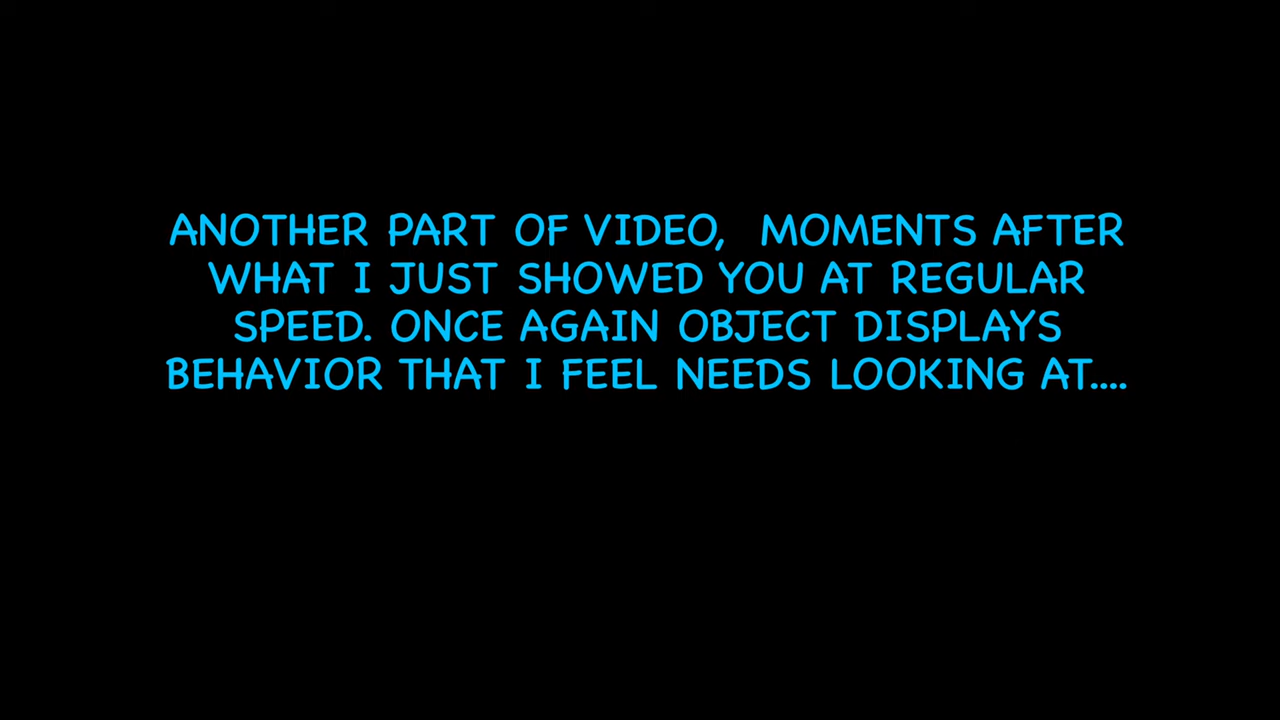 ANOTHER PART OF VIDEO,  MOMENTS AFTER
WHAT I JUST SHOWED YOU AT REGULAR
SPEED. ONCE AGAIN OBJECT DISPLAYS
BEHAVIOR THAT I FEEL NEEDS LOOKING AT....